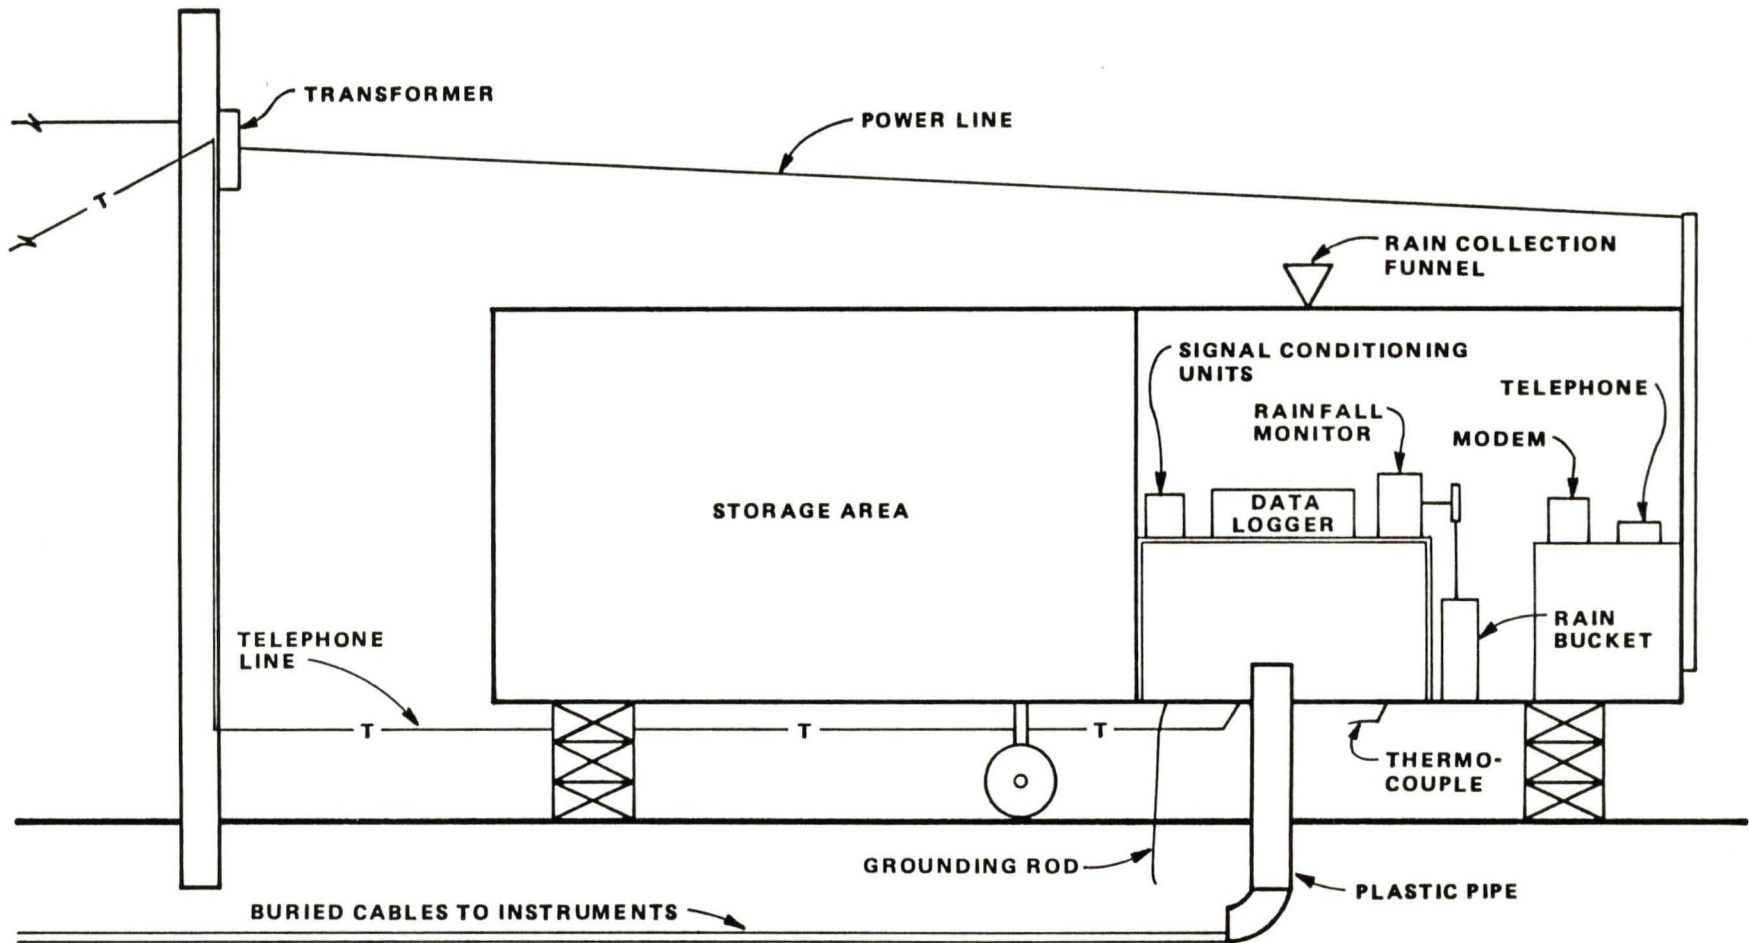 TRANSFORMER
POWER LINE
T
RAIN COLLECTION
FUNNEL
SIGNAL CONDITIONING
UNITS
TELEPHONE
RAINFALL
MONITOR
MODEM
STORAGE AREA
DATA
LOGGER
RAIN
BUCKET
TELEPHONE
LINE
T
T
T
THERMO-
COUPLE
GROUNDING ROD
PLASTIC PIPE
BURIED CABLES TO INSTRUMENTS